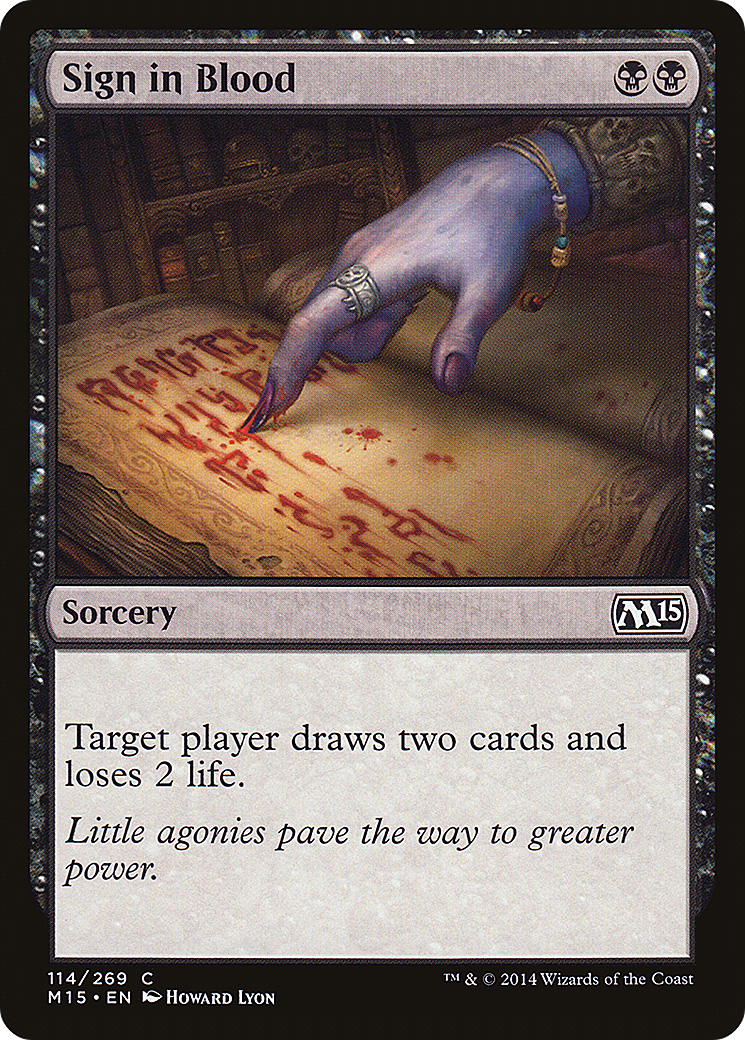 Sign in Blood
Sorcery
M15
Target player draws two cards and
loses 2 life.
Little agonies pave the way to greater
power.
114/269 C
™ & © 2014 Wizards of the Coast
M15 • EN Howard Lyon